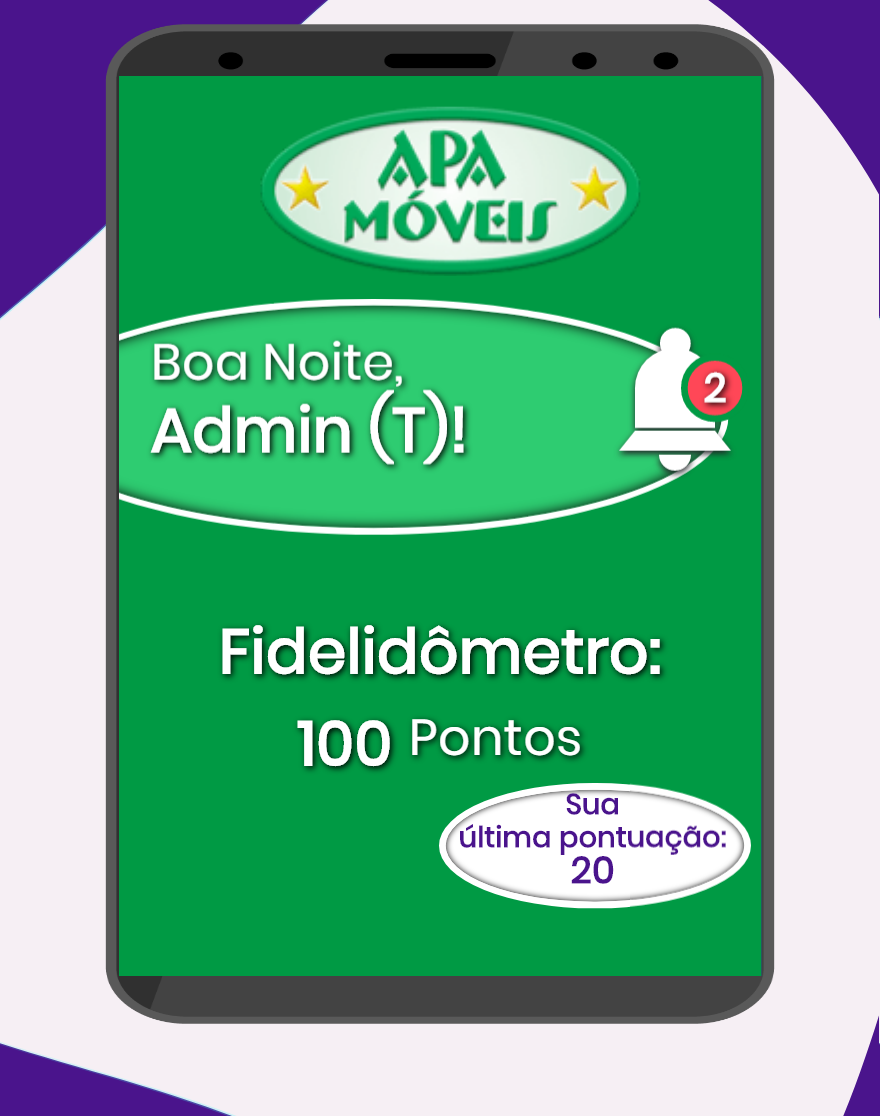 APA
MÓVEIS
Boa Noite,
Admin (T)!
2
Fidelidômetro:
100 Pontos
Sua
última pontuação:
20